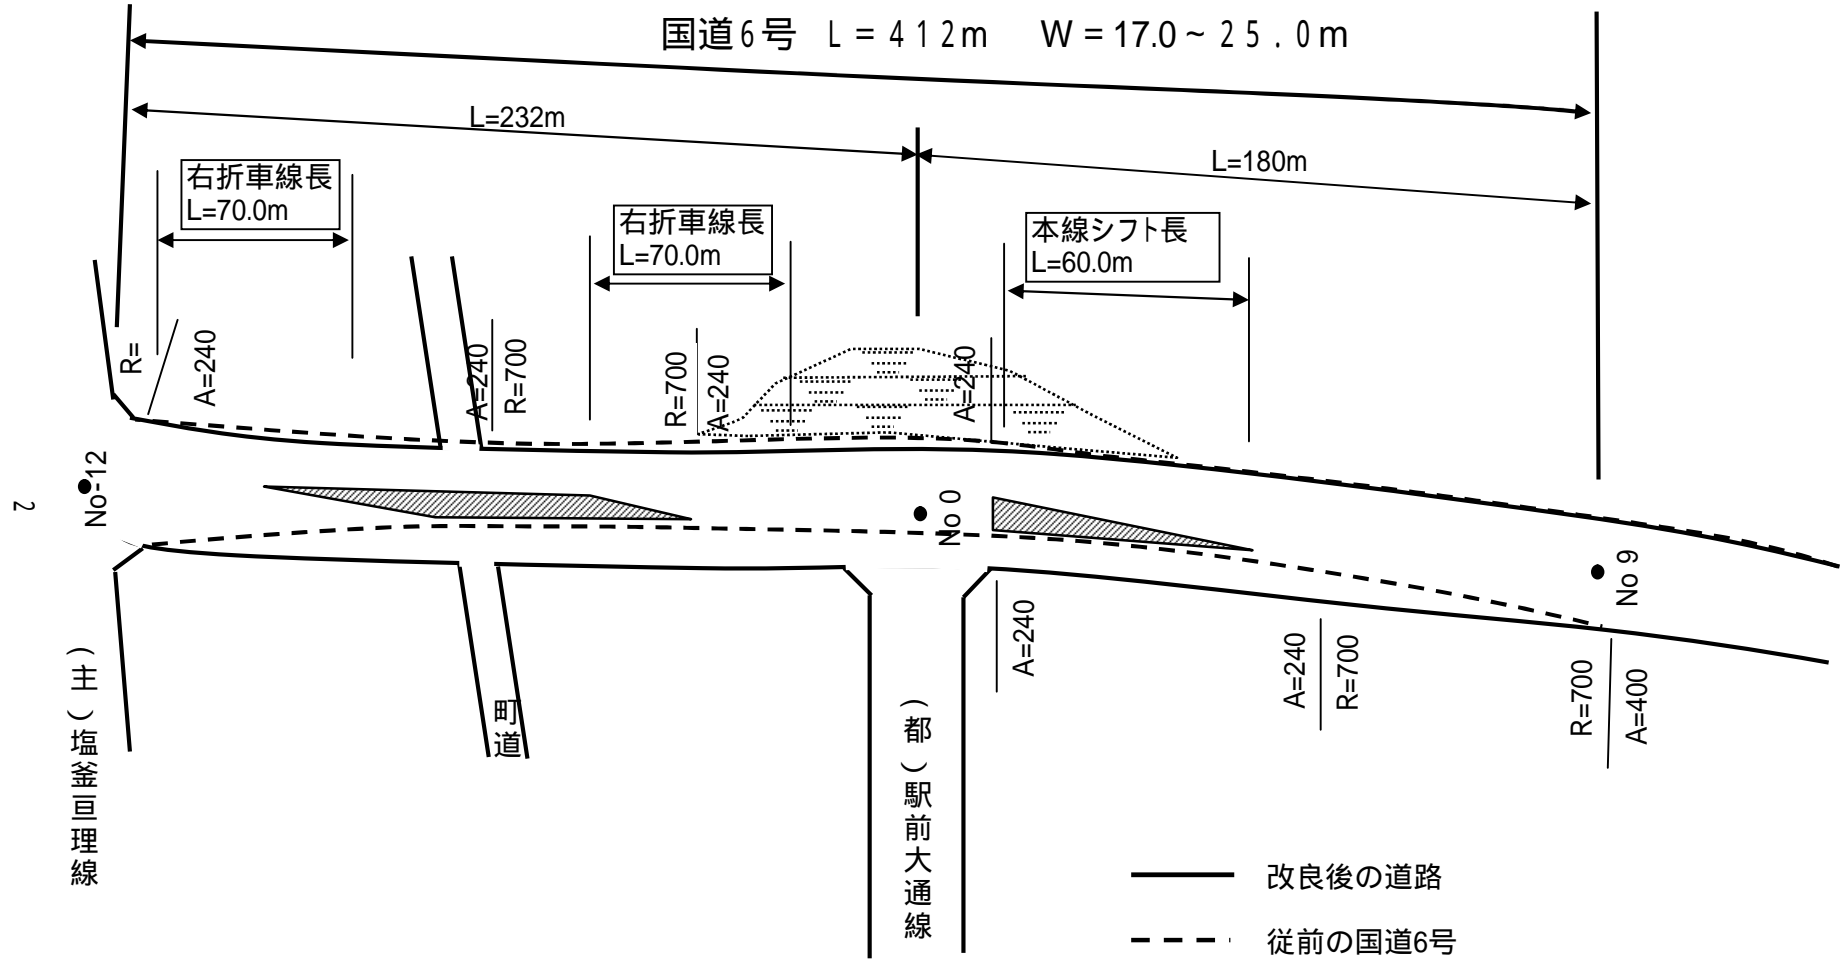 国道6号 L = 412m W = 17.0 ~ 25.0m
L=232m
L=180m
右折車線長
L=70.0m
右折車線長
L=70.0m
本線シフト長
L=60.0m
R=
A=240
A=240
R=700
R=700
A=240
A=240
No-12
2
No 0
No 9
A=240
A=240
R=700
R=700
A=400
(主)塩釜亘理線
町道
(都)駅前大通線
改良後の道路
従前の国道6号